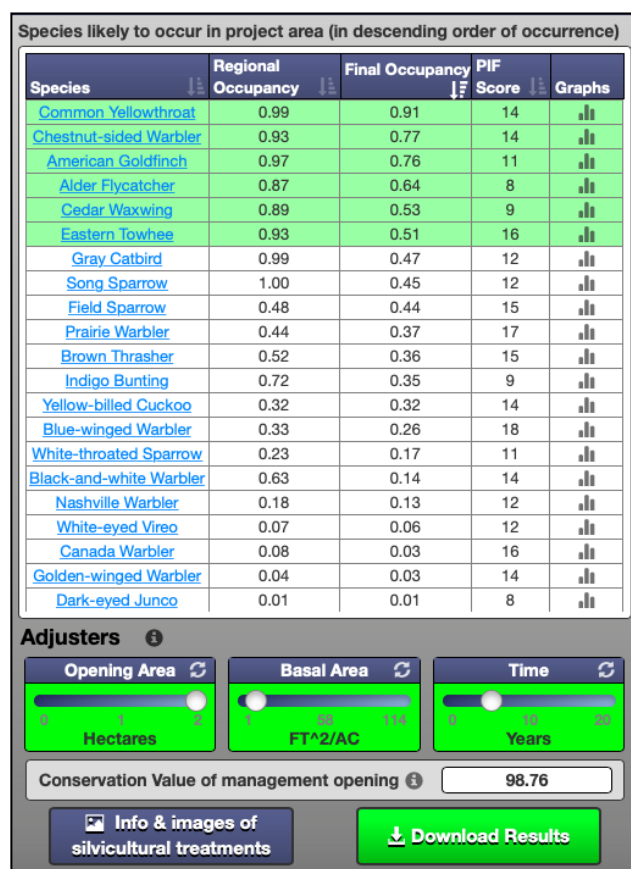 Species likely to occur in project area (in descending order of occurrence)
Species Regional Occupancy Final Occupancy PIF Score Graphs
Common Yellowthroat 0.99 0.91 14
Chestnut-sided Warbler 0.93 0.77 14
American Goldfinch 0.97 0.76 11
Alder Flycatcher 0.87 0.64 8
Cedar Waxwing 0.89 0.53 9
Eastern Towhee 0.93 0.51 16
Gray Catbird 0.99 0.47 12
Song Sparrow 1.00 0.45 12
Field Sparrow 0.48 0.44 15
Prairie Warbler 0.44 0.37 17
Brown Thrasher 0.52 0.36 15
Indigo Bunting 0.72 0.35 9
Yellow-billed Cuckoo 0.32 0.32 14
Blue-winged Warbler 0.33 0.26 18
White-throated Sparrow 0.23 0.17 11
Black-and-white Warbler 0.63 0.14 14
Nashville Warbler 0.18 0.13 12
White-eyed Vireo 0.07 0.06 12
Canada Warbler 0.08 0.03 16
Golden-winged Warbler 0.04 0.03 14
Dark-eyed Junco 0.01 0.01 8
Adjusters
Opening Area Basal Area Time
0 1 2 1 58 114 0 10 20
Hectares FT^2/AC Years
Conservation Value of management opening 98.76
Info & images of
silvicultural treatments
Download Results